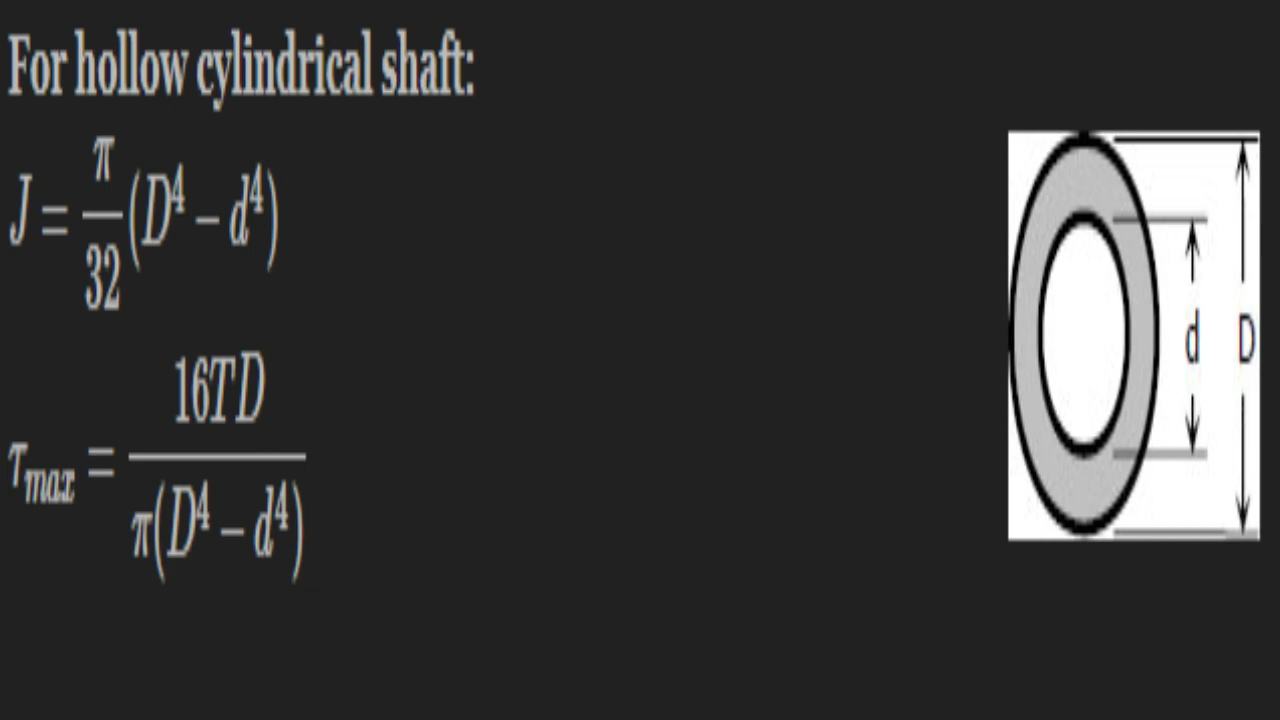 For hollow cylindrical shaft:
J = π/32 (D⁴ − d⁴)
τmax = 16TD / π(D⁴ − d⁴)
d D